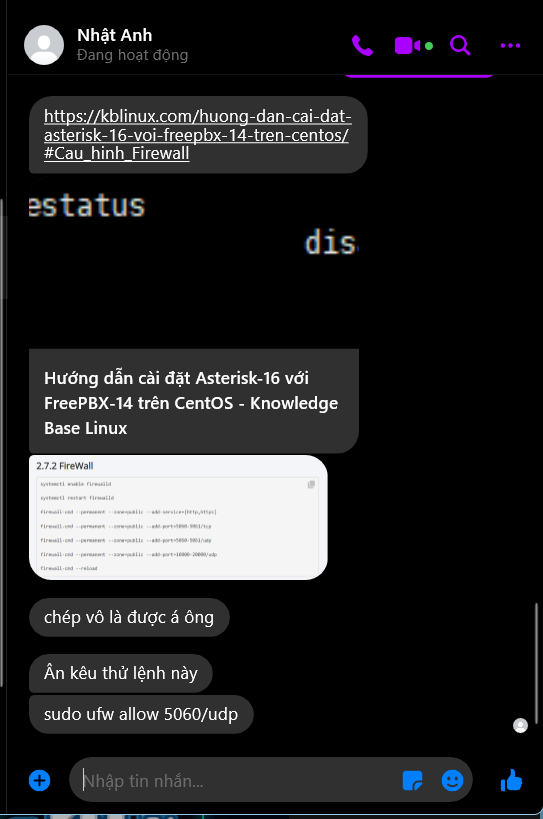 Nhật Anh
Đang hoạt động
https://kblinux.com/huong-dan-cai-dat-
asterisk-16-voi-freepbx-14-tren-centos/
#Cau_hinh_Firewall
estatus
dis
Hướng dẫn cài đặt Asterisk-16 với
FreePBX-14 trên CentOS - Knowledge
Base Linux
2.7.2 FireWall
systemctl enable firewalld
systemctl restart firewalld
firewall-cmd --permanent --zone=public --add-service={http,https}
firewall-cmd --permanent --zone=public --add-port=5060-5061/tcp
firewall-cmd --permanent --zone=public --add-port=5060-5061/udp
firewall-cmd --permanent --zone=public --add-port=10000-20000/udp
firewall-cmd --reload
chép vô là được á ông
Ân kêu thử lệnh này
sudo ufw allow 5060/udp
Nhập tin nhắn...